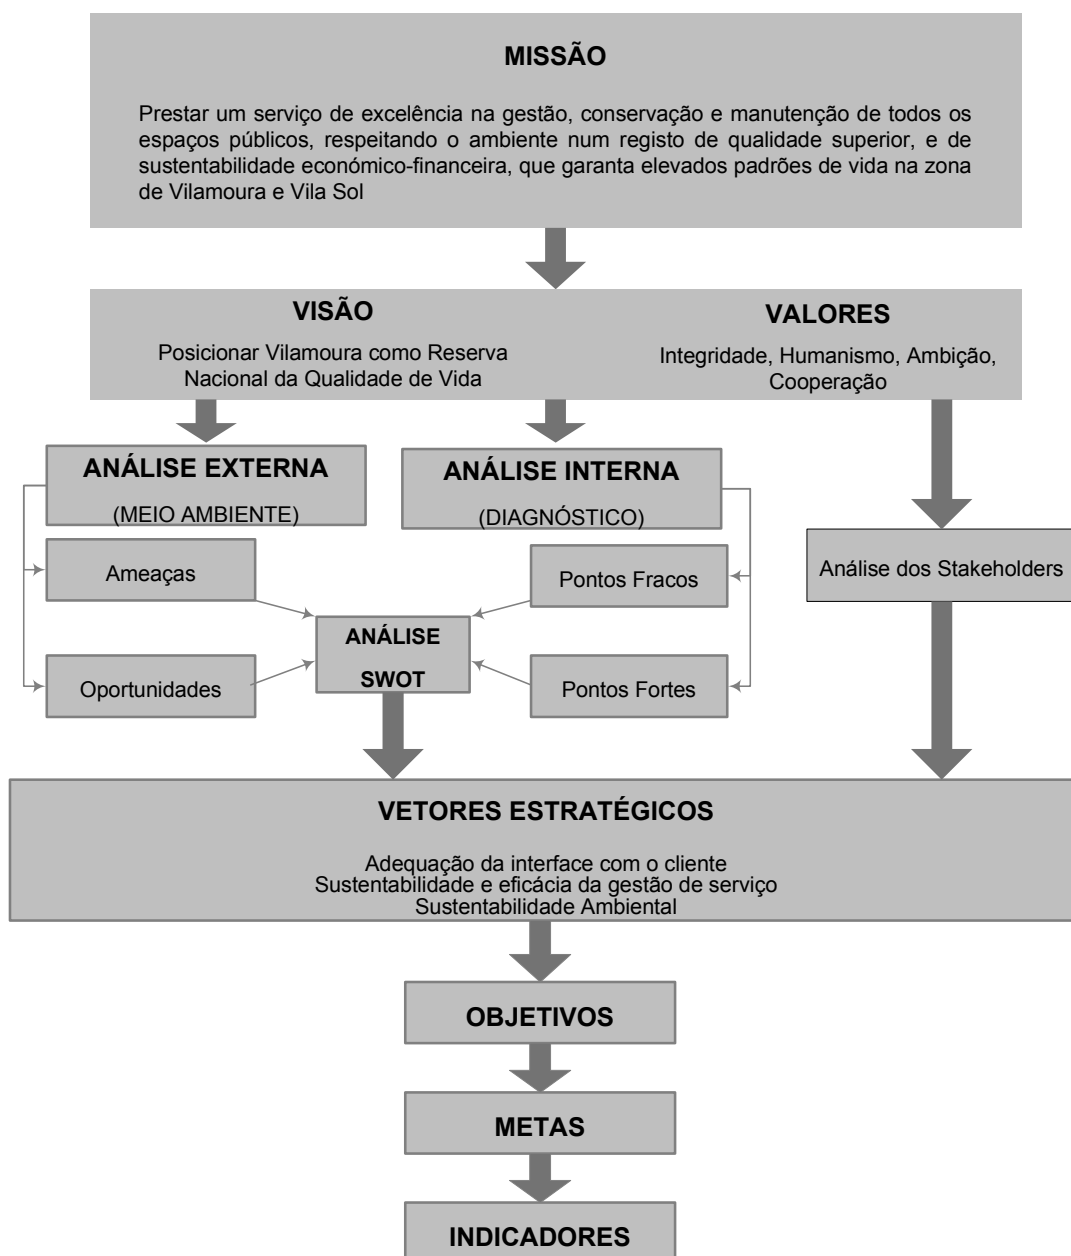 MISSÃO
Prestar um serviço de excelência na gestão, conservação e manutenção de todos os
espaços públicos, respeitando o ambiente num registo de qualidade superior, e de
sustentabilidade económico-financeira, que garanta elevados padrões de vida na zona
de Vilamoura e Vila Sol
VISÃO
Posicionar Vilamoura como Reserva
Nacional da Qualidade de Vida
VALORES
Integridade, Humanismo, Ambição,
Cooperação
ANÁLISE EXTERNA
(MEIO AMBIENTE)
ANÁLISE INTERNA
(DIAGNÓSTICO)
Ameaças
Pontos Fracos
Análise dos Stakeholders
ANÁLISE
SWOT
Oportunidades
Pontos Fortes
VETORES ESTRATÉGICOS
Adequação da interface com o cliente
Sustentabilidade e eficácia da gestão de serviço
Sustentabilidade Ambiental
OBJETIVOS
METAS
INDICADORES